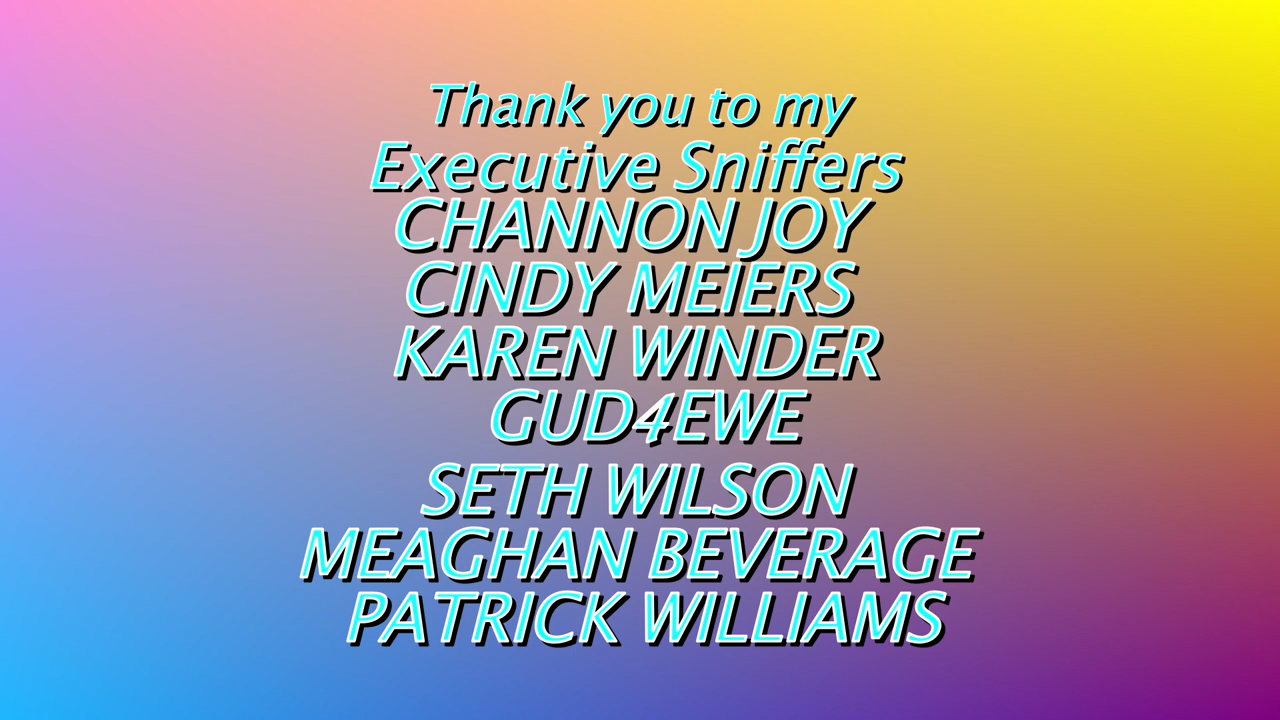 Thank you to my
Executive Sniffers
CHANNON JOY
CINDY MEIERS
KAREN WINDER
GUD4EWE
SETH WILSON
MEAGHAN BEVERAGE
PATRICK WILLIAMS